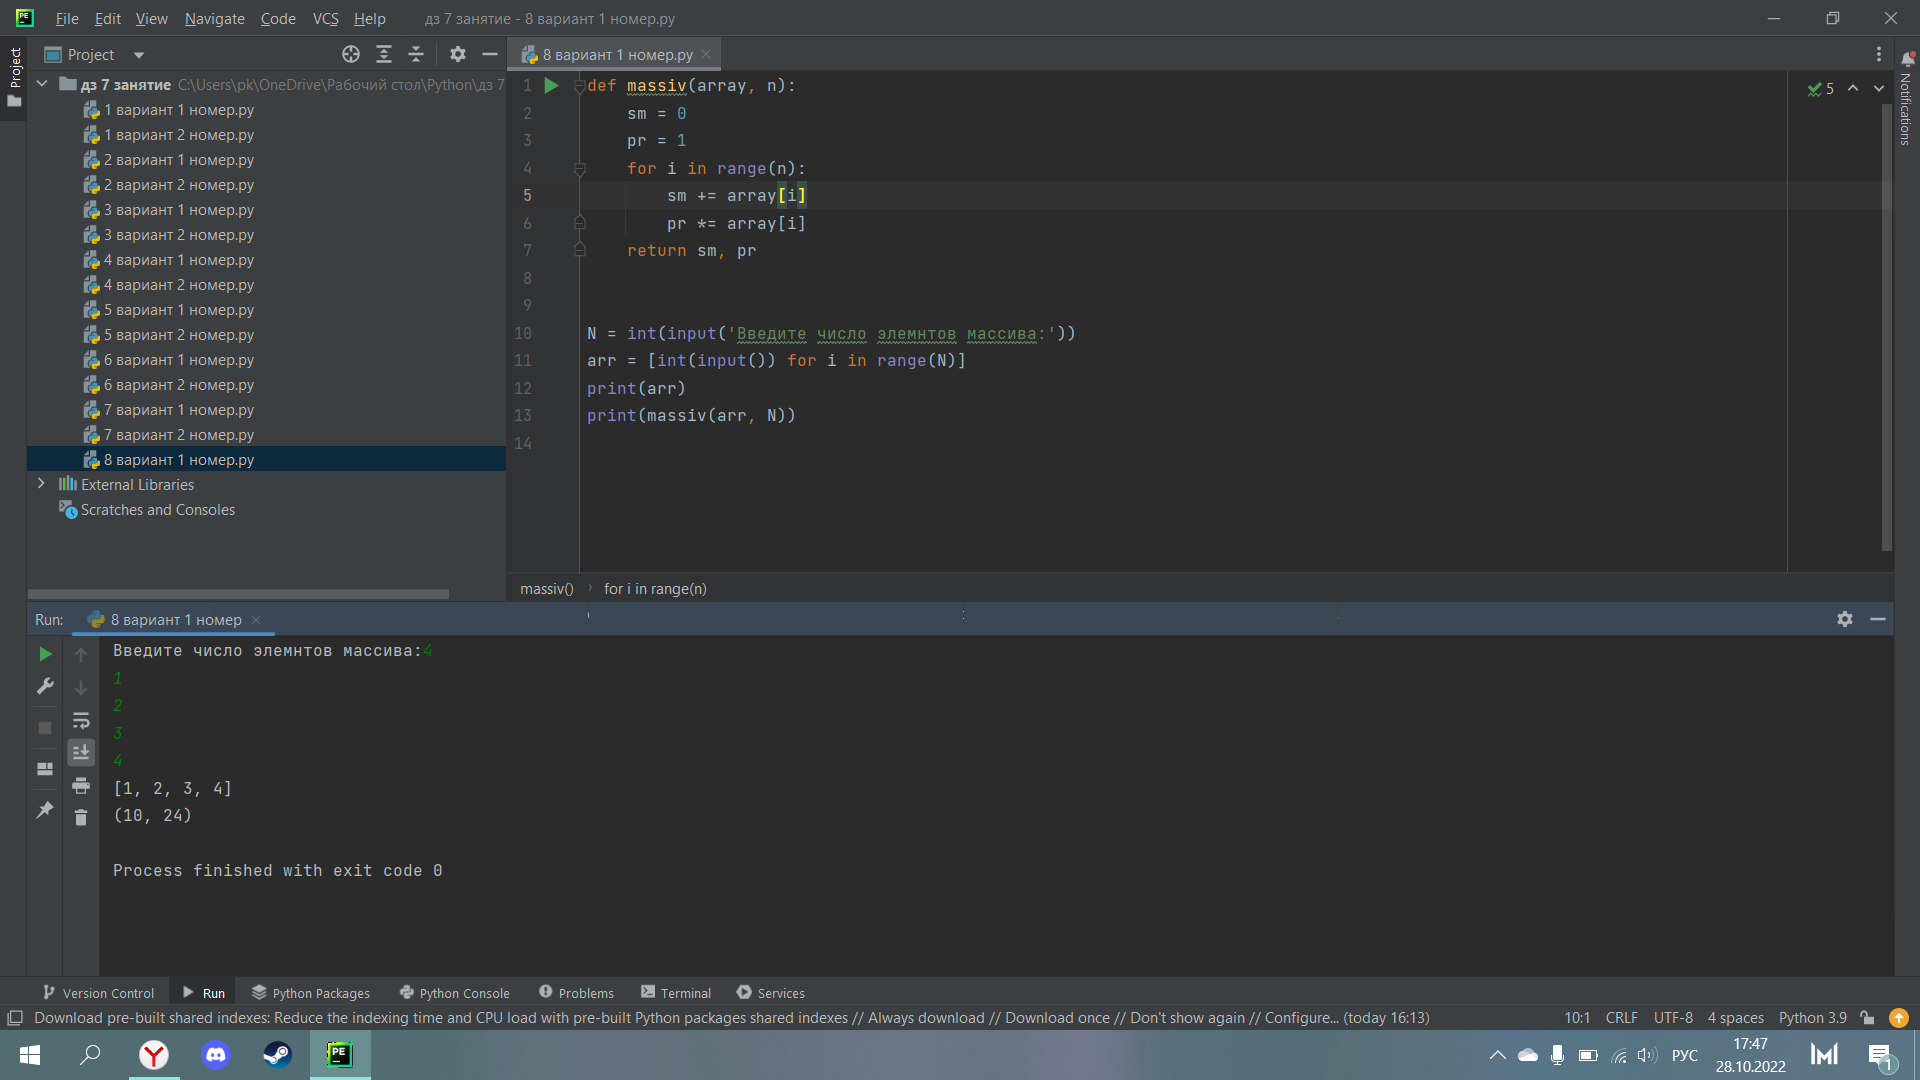 File Edit View Navigate Code VCS Help дз 7 занятие - 8 вариант 1 номер.py
Project
8 вариант 1 номер.py
Project
Notifications
дз 7 занятие C:\Users\pk\OneDrive\Рабочий стол\Python\дз 7
1 вариант 1 номер.py
1 вариант 2 номер.py
2 вариант 1 номер.py
2 вариант 2 номер.py
3 вариант 1 номер.py
3 вариант 2 номер.py
4 вариант 1 номер.py
4 вариант 2 номер.py
5 вариант 1 номер.py
5 вариант 2 номер.py
6 вариант 1 номер.py
6 вариант 2 номер.py
7 вариант 1 номер.py
7 вариант 2 номер.py
8 вариант 1 номер.py
External Libraries
Scratches and Consoles
1 def massiv(array, n):
2 sm = 0
3 pr = 1
4 for i in range(n):
5 sm += array[i]
6 pr *= array[i]
7 return sm, pr
8
9
10 N = int(input('Введите число элемнтов массива:'))
11 arr = [int(input()) for i in range(N)]
12 print(arr)
13 print(massiv(arr, N))
14
5
massiv() › for i in range(n)
Run: 8 вариант 1 номер
Введите число элемнтов массива:4
1
2
3
4
[1, 2, 3, 4]
(10, 24)
Process finished with exit code 0
Version Control Run Python Packages Python Console Problems Terminal Services
Download pre-built shared indexes: Reduce the indexing time and CPU load with pre-built Python packages shared indexes // Always download // Download once // Don't show again // Configure... (today 16:13) 10:1 CRLF UTF-8 4 spaces Python 3.9
PE
РУС
17:47
28.10.2022
1